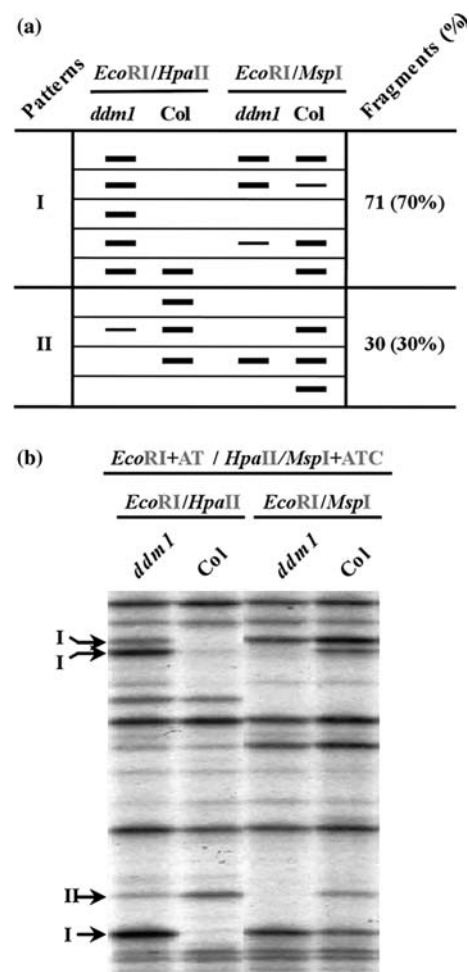 (a)
Patterns
EcoRI/HpaII EcoRI/MspI
Fragments (%)
ddm1 Col ddm1 Col
I
71 (70%)
II
30 (30%)
(b)
EcoRI+AT / HpaII/MspI+ATC
EcoRI/HpaII EcoRI/MspI
ddm1 Col ddm1 Col
I
I
II
I